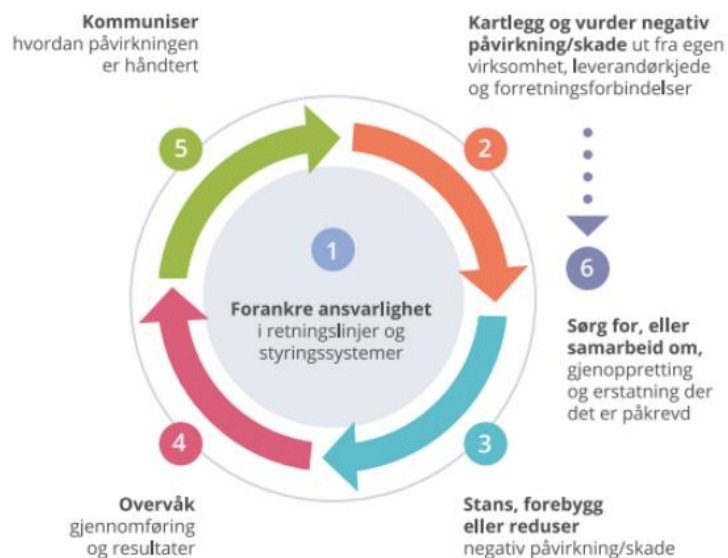 1
Forankre ansvarlighet
i retningslinjer og
styringssystemer
2
Kartlegg og vurder negativ
påvirkning/skade ut fra egen
virksomhet, leverandørkjede
og forretningsforbindelser
3
Stans, forebygg
eller reduser
negativ påvirkning/skade
4
Overvåk
gjennomføring
og resultater
5
Kommuniser
hvordan påvirkningen
er håndtert
6
Sørg for, eller
samarbeid om,
gjenoppretting
og erstatning der
det er påkrevd